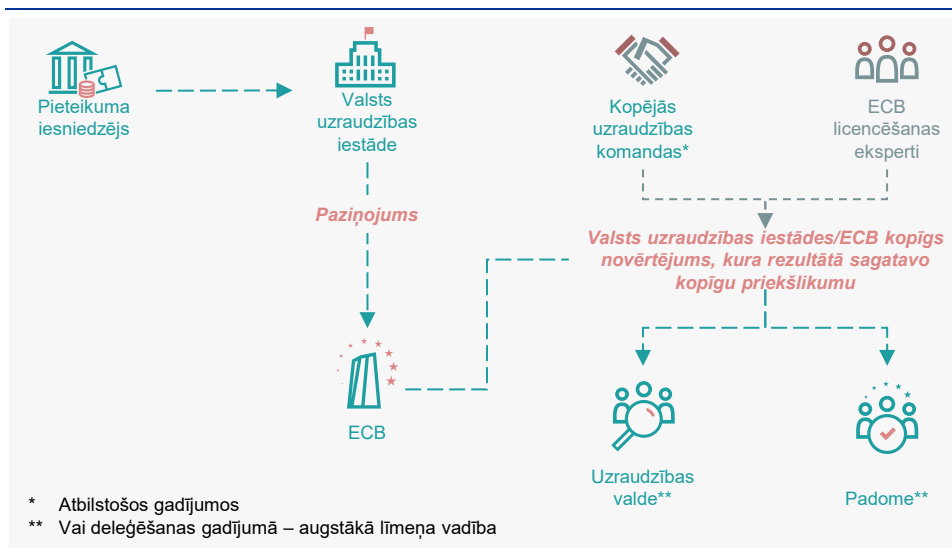 Pieteikuma
iesniedzējs
Valsts
uzraudzības
iestāde
Kopējās
uzraudzības
komandas*
ECB
licencēšanas
eksperti
Paziņojums
Valsts uzraudzības iestādes/ECB kopīgs
novērtējums, kura rezultātā sagatavo
kopīgu priekšlikumu
ECB
Uzraudzības
valde**
Padome**
* Atbilstošos gadījumos
** Vai deleģēšanas gadījumā – augstākā līmeņa vadība